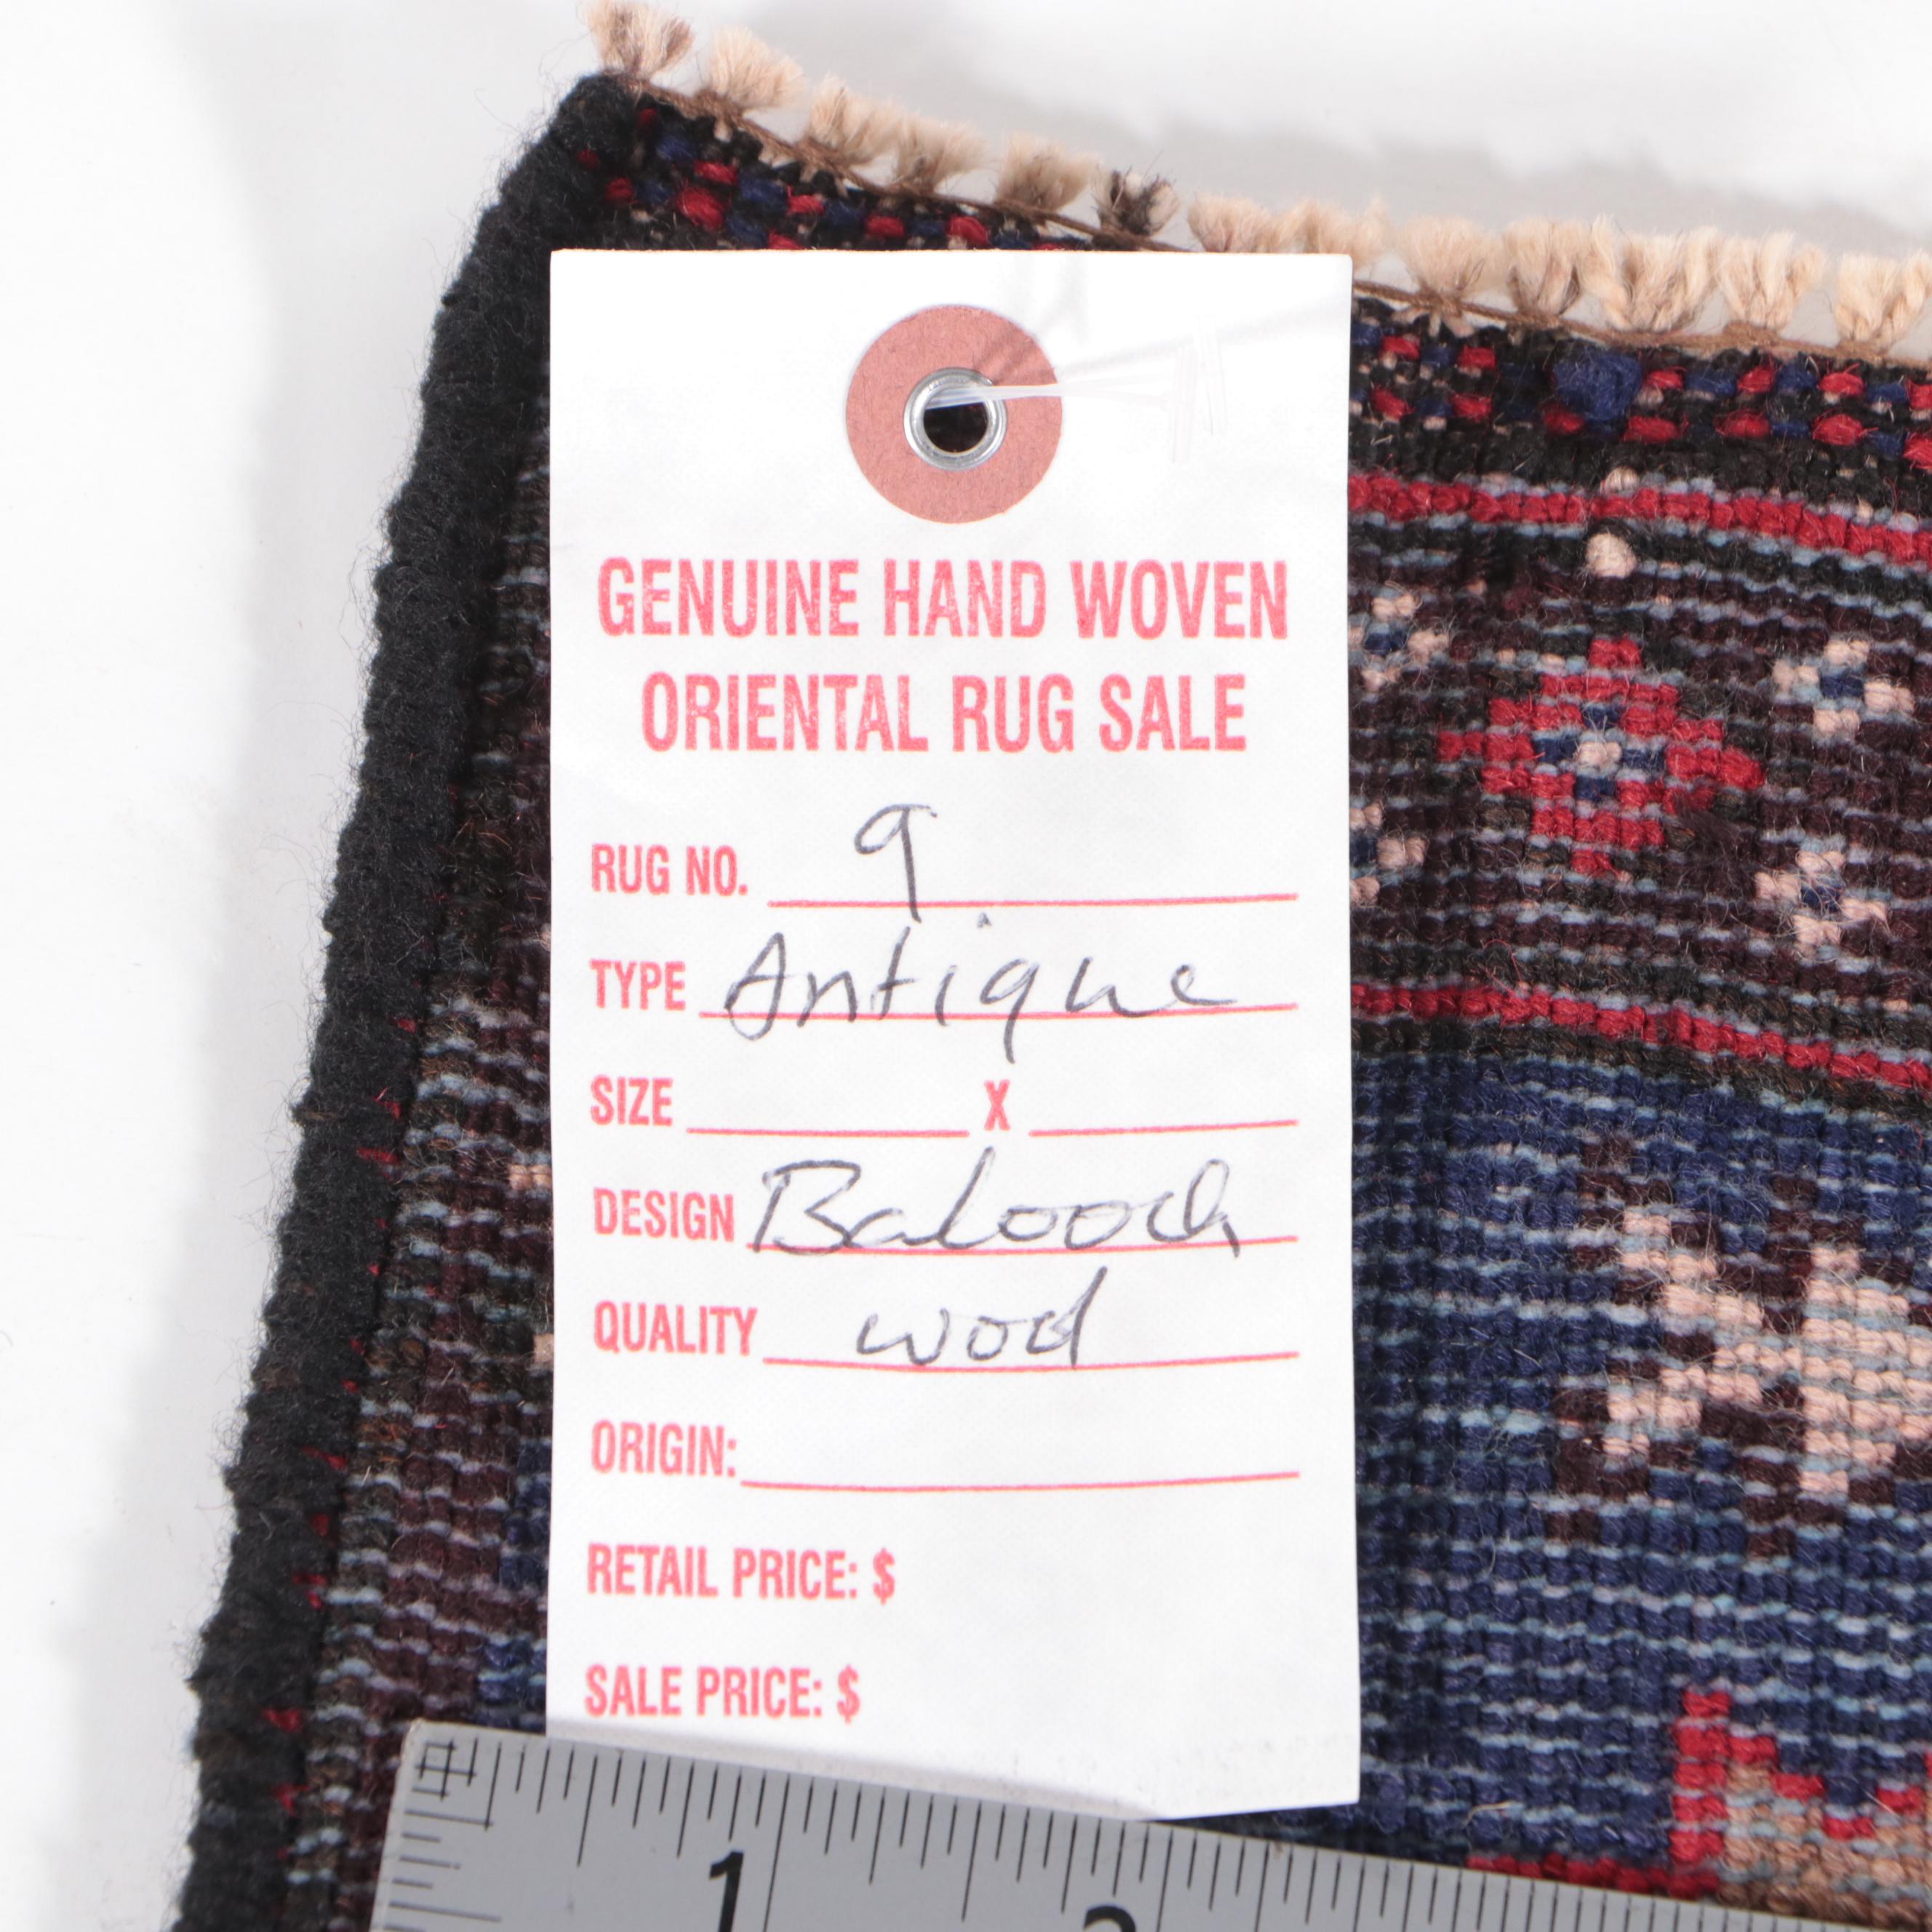 GENUINE HAND WOVEN
ORIENTAL RUG SALE
RUG NO. 9
TYPE Antique
SIZE X
DESIGN Balooch
QUALITY wool
ORIGIN:
RETAIL PRICE: $
SALE PRICE: $
1
2